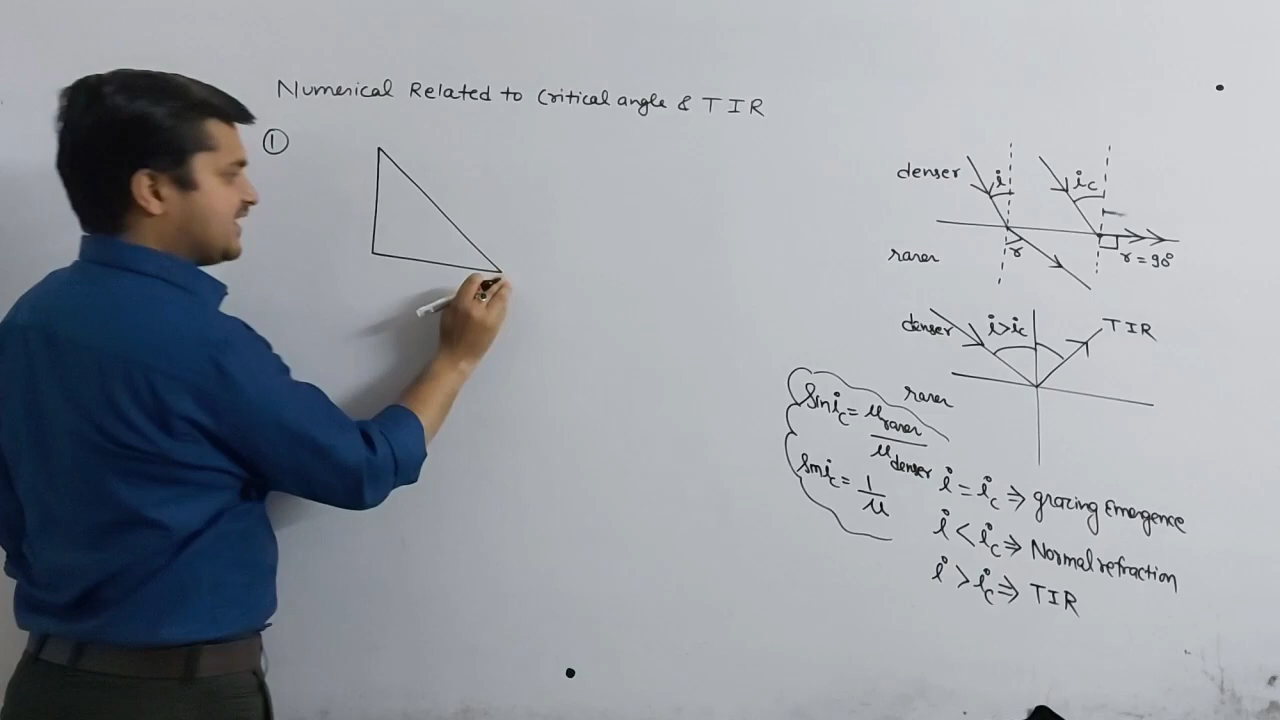 Numerical Related to Critical angle & TIR
①
denser i ic
rarer r r = 90°
denser i>ic TIR
rarer
Sin ic = μrarer / μdenser
Sin ic = 1/μ
i = ic ⇒ grazing Emergence
i < ic ⇒ Normal refraction
i > ic ⇒ TIR